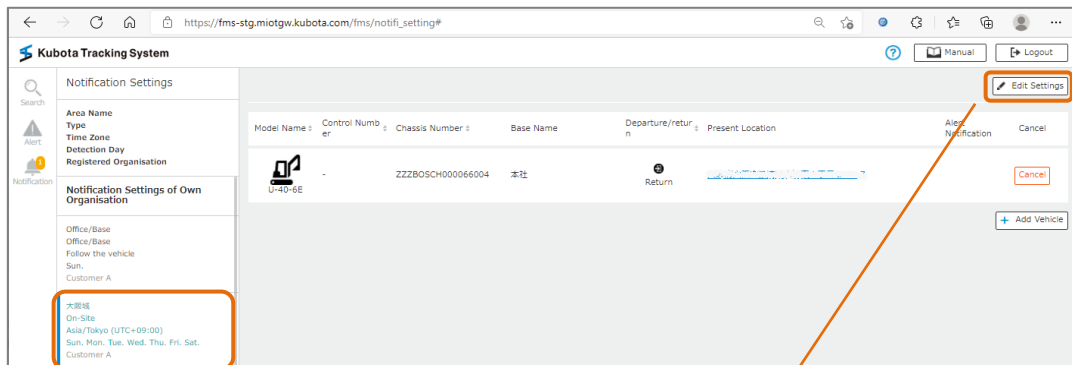 https://fms-stg.miotgw.kubota.com/fms/notifi_setting#
Kubota Tracking System
? Manual Logout
Search
Alert
1
Notification
Notification Settings
Edit Settings
Area Name
Type
Time Zone
Detection Day
Registered Organisation
Notification Settings of Own
Organisation
Office/Base
Office/Base
Follow the vehicle
Sun.
Customer A
大阪城
On-Site
Asia/Tokyo (UTC+09:00)
Sun. Mon. Tue. Wed. Thu. Fri. Sat.
Customer A
Model Name Control Numb
er Chassis Number Base Name Departure/retur
n Present Location Alert
Notification Cancel
U-40-6E - ZZZBOSCH000066004 本社 Return Cancel
+ Add Vehicle